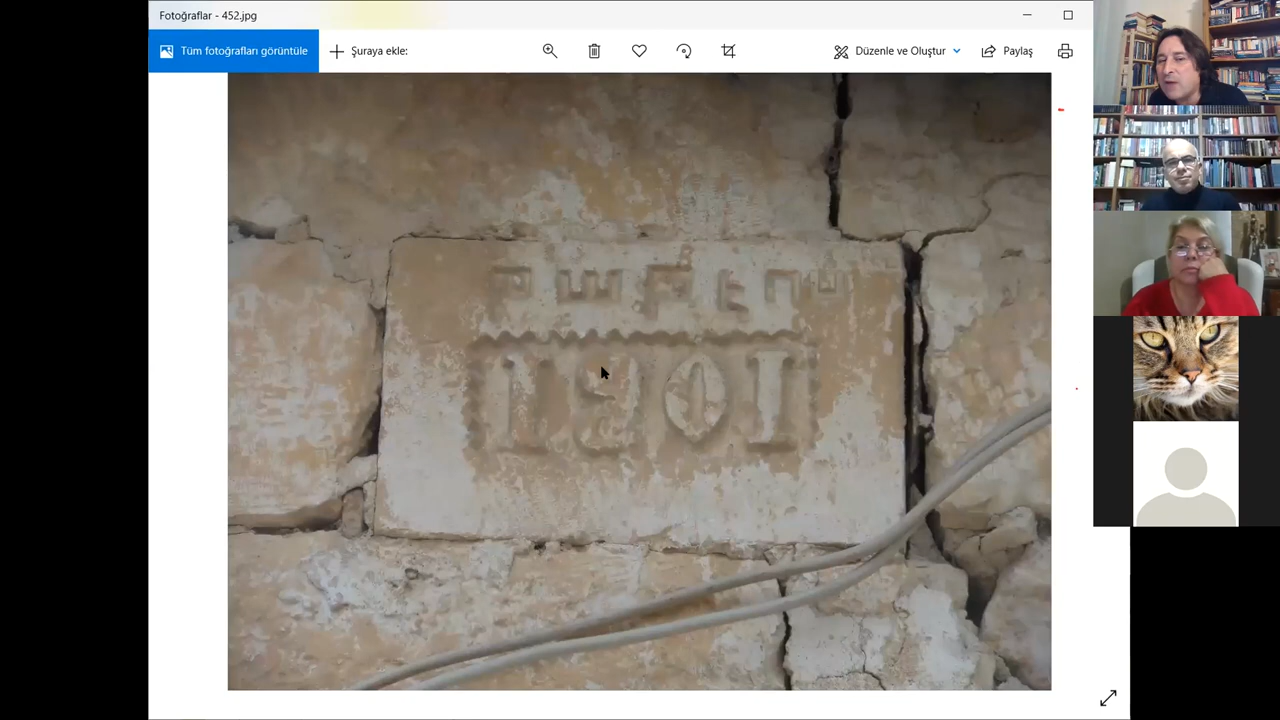 Fotoğraflar - 452.jpg
Tüm fotoğrafları görüntüle
Şuraya ekle:
Düzenle ve Oluştur
Paylaş
1901